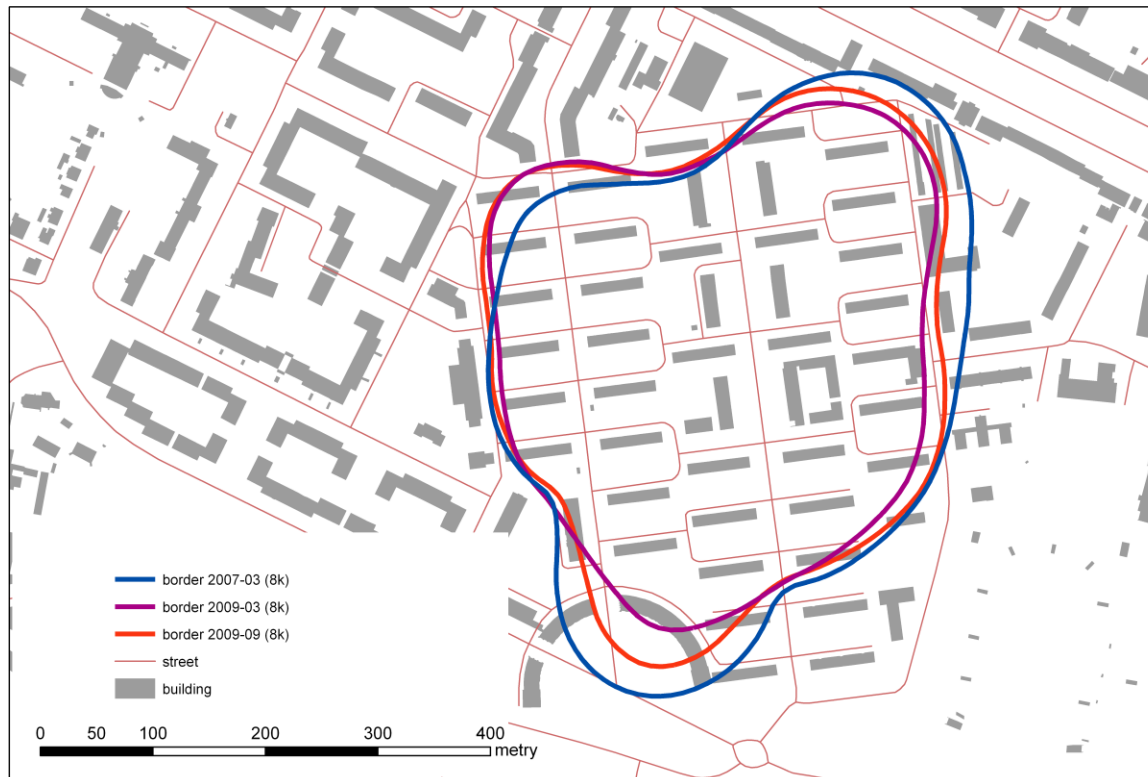 border 2007-03 (8k)
border 2009-03 (8k)
border 2009-09 (8k)
street
building
0 50 100 200 300 400
metry